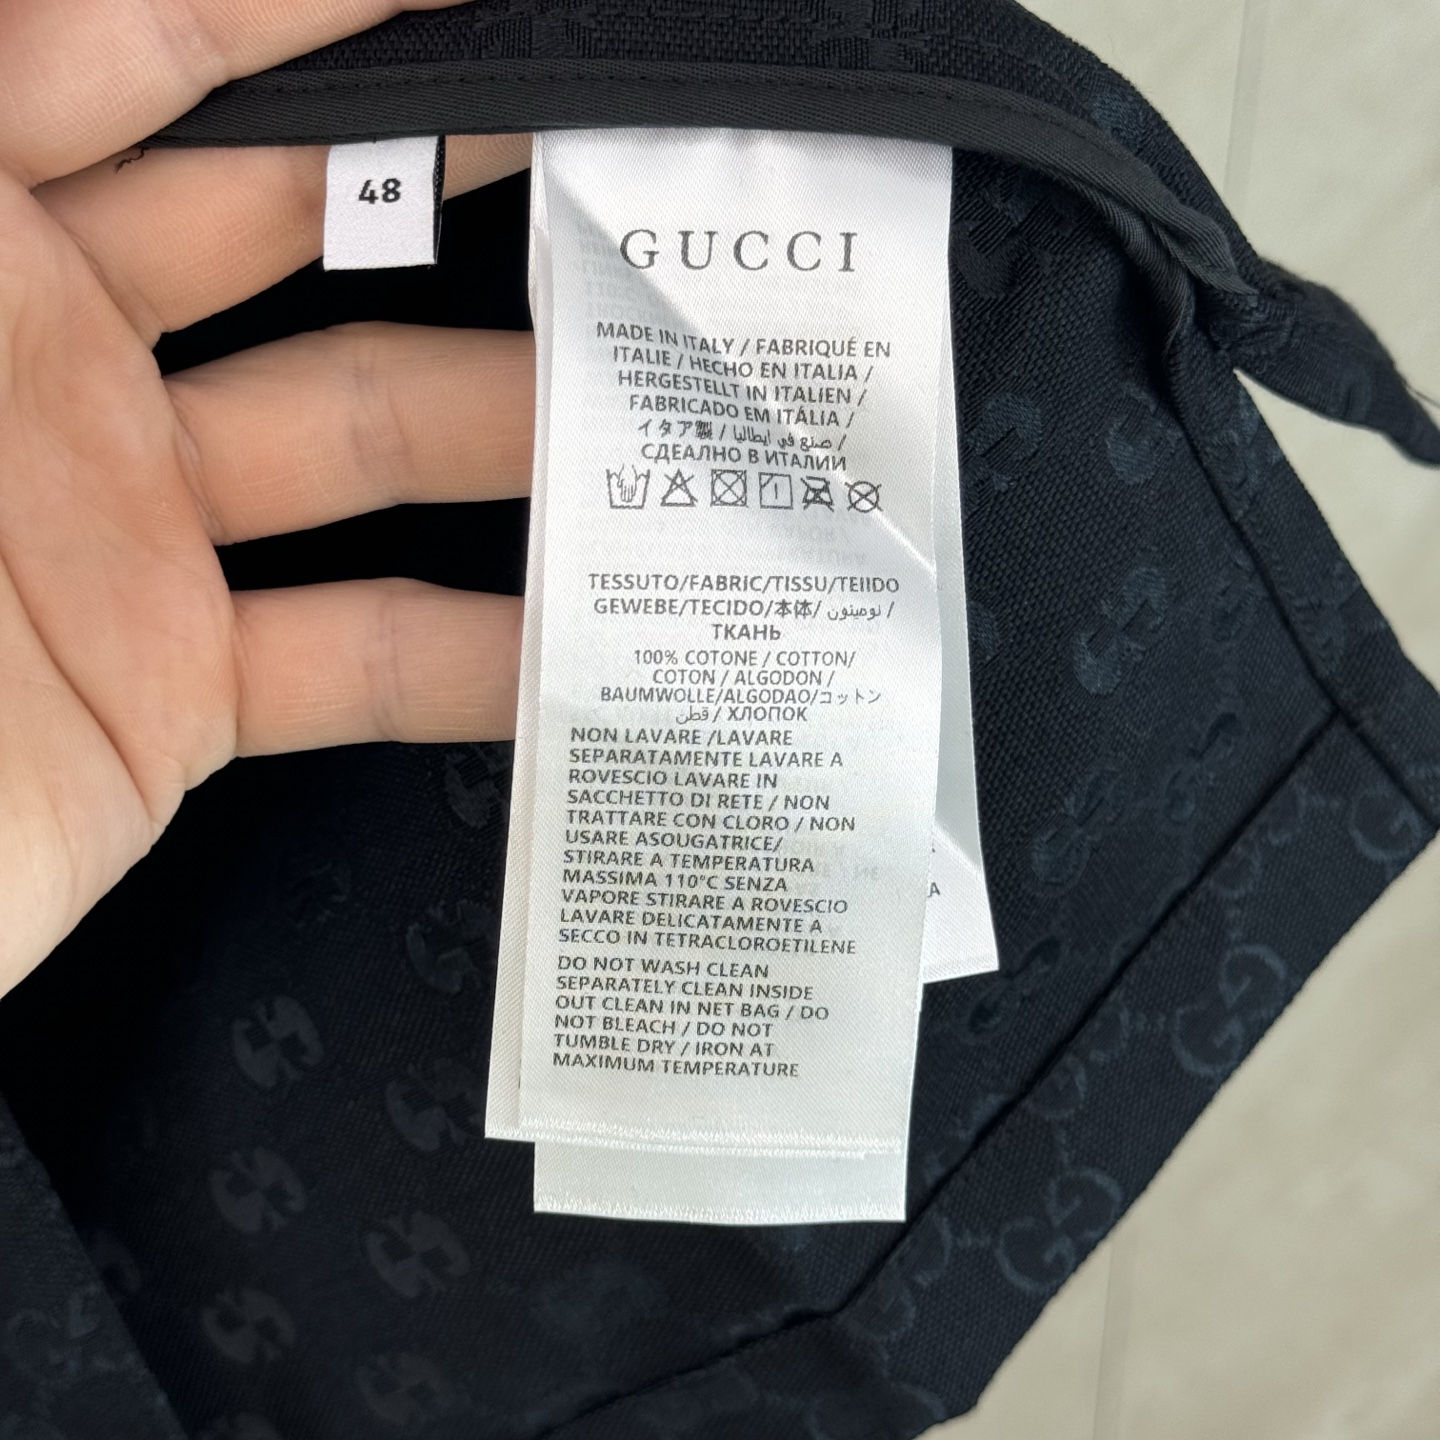 48
GUCCI
MADE IN ITALY / FABRIQUÉ EN
ITALIE / HECHO EN ITALIA /
HERGESTELLT IN ITALIEN /
FABRICADO EM ITÁLIA /
イタア製 / صنع في ايطاليا /
СДЕАЛНО В ИТАЛИИ
TESSUTO/FABRIC/TISSU/TEIIDO
GEWEBE/TECIDO/本体/ نومينون /
ТКАНЬ
100% COTONE / COTTON/
COTON / ALGODON /
BAUMWOLLE/ALGODAO/コットン
قطن / ХЛОПОК
NON LAVARE /LAVARE
SEPARATAMENTE LAVARE A
ROVESCIO LAVARE IN
SACCHETTO DI RETE / NON
TRATTARE CON CLORO / NON
USARE ASOUGATRICE/
STIRARE A TEMPERATURA
MASSIMA 110°C SENZA
VAPORE STIRARE A ROVESCIO
LAVARE DELICATAMENTE A
SECCO IN TETRACLOROETILENE
DO NOT WASH CLEAN
SEPARATELY CLEAN INSIDE
OUT CLEAN IN NET BAG / DO
NOT BLEACH / DO NOT
TUMBLE DRY / IRON AT
MAXIMUM TEMPERATURE